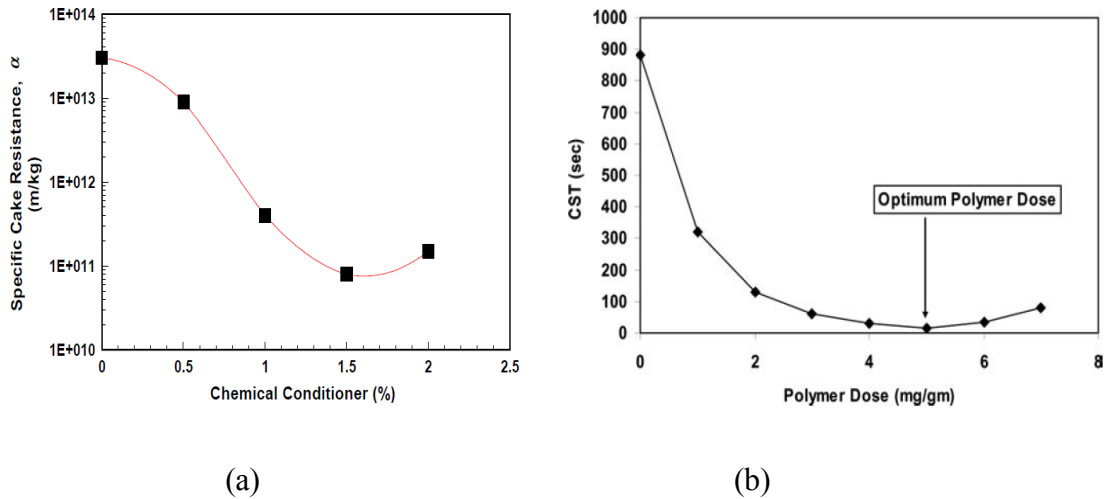 1E+014
1E+013
1E+012
1E+011
1E+010
Specific Cake Resistance, α
(m/kg)
0 0.5 1 1.5 2 2.5
Chemical Conditioner (%)
(a)
1000
900
800
700
600
500
400
300
200
100
0
CST (sec)
Optimum Polymer Dose
0 2 4 6 8
Polymer Dose (mg/gm)
(b)